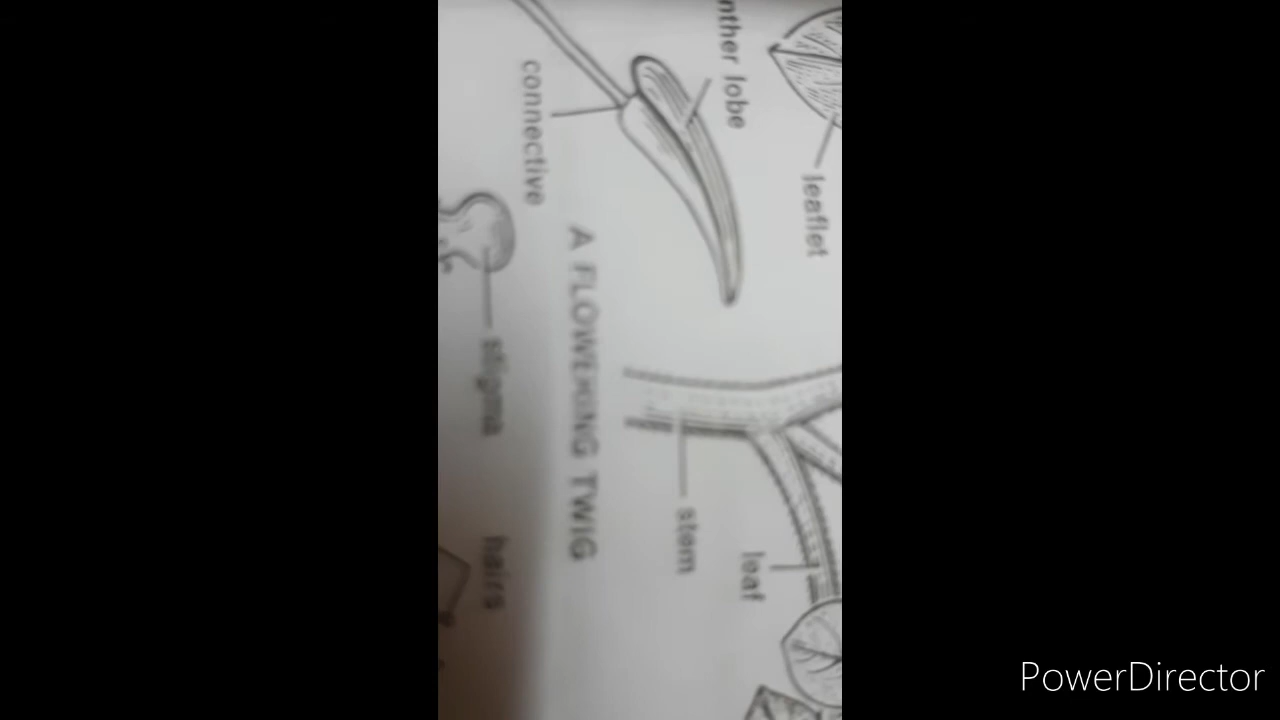 nther lobe
leaflet
connective
A FLOWERING TWIG
stigma
stem
leaf
hairs
PowerDirector